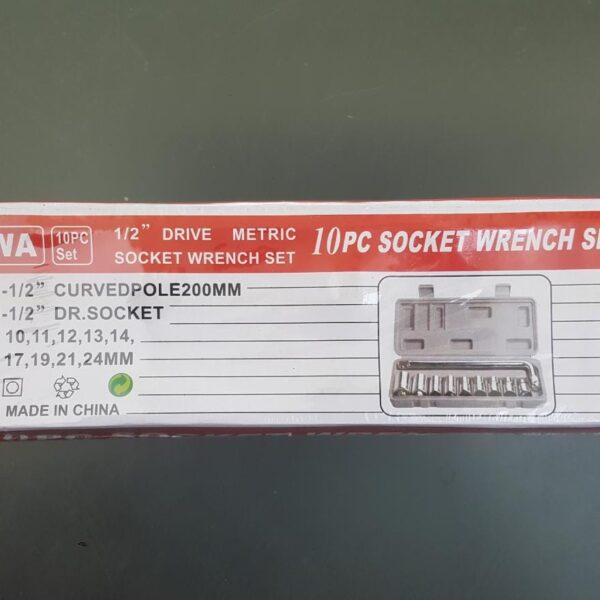 WA
10PC
Set
1/2” DRIVE METRIC
SOCKET WRENCH SET
10PC SOCKET WRENCH SE
-1/2” CURVEDPOLE200MM
-1/2” DR.SOCKET
10,11,12,13,14,
17,19,21,24MM
MADE IN CHINA